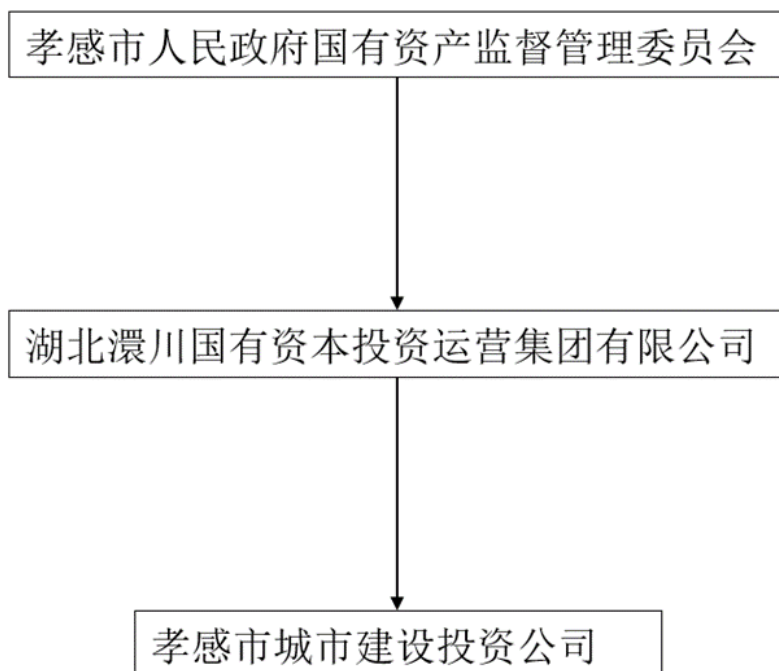 孝感市人民政府国有资产监督管理委员会
湖北澴川国有资本投资运营集团有限公司
孝感市城市建设投资公司